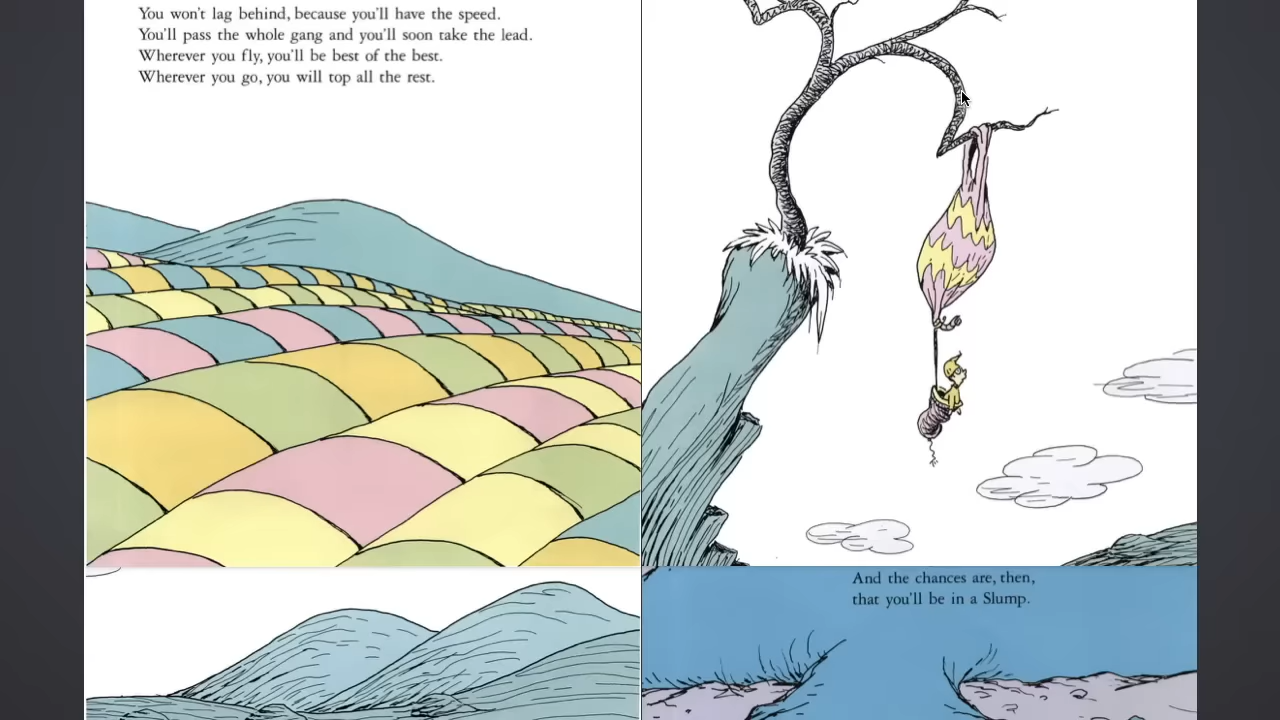 You won't lag behind, because you'll have the speed.
You'll pass the whole gang and you'll soon take the lead.
Wherever you fly, you'll be best of the best.
Wherever you go, you will top all the rest.
And the chances are, then,
that you'll be in a Slump.